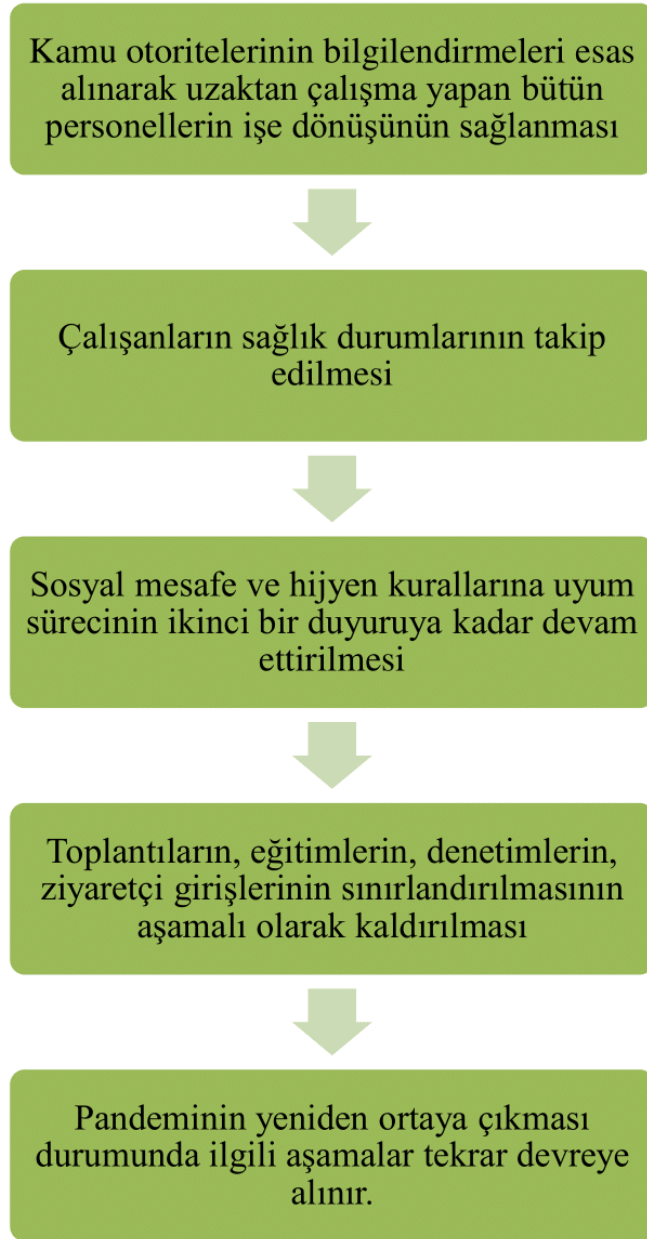 Kamu otoritelerinin bilgilendirmeleri esas
alınarak uzaktan çalışma yapan bütün
personellerin işe dönüşünün sağlanması
Çalışanların sağlık durumlarının takip
edilmesi
Sosyal mesafe ve hijyen kurallarına uyum
sürecinin ikinci bir duyuruya kadar devam
ettirilmesi
Toplantıların, eğitimlerin, denetimlerin,
ziyaretçi girişlerinin sınırlandırılmasının
aşamalı olarak kaldırılması
Pandeminin yeniden ortaya çıkması
durumunda ilgili aşamalar tekrar devreye
alınır.